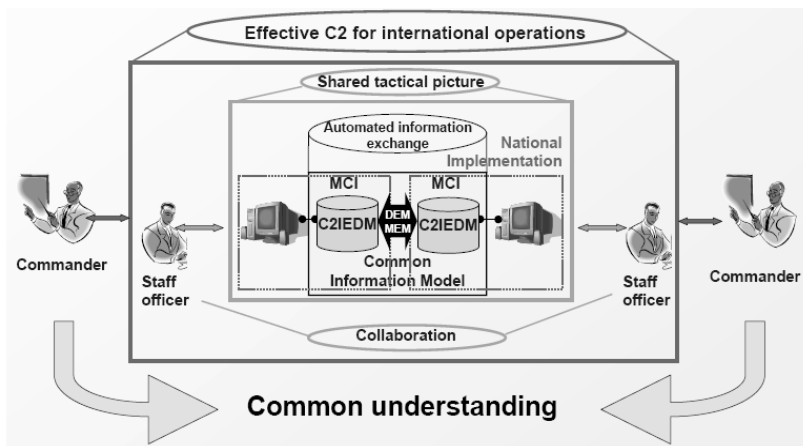 Effective C2 for international operations
Shared tactical picture
Automated information
exchange
National
Implementation
MCI
MCI
C2IEDM
DEM
MEM
C2IEDM
Common
Information Model
Commander
Staff
officer
Staff
officer
Commander
Collaboration
Common understanding